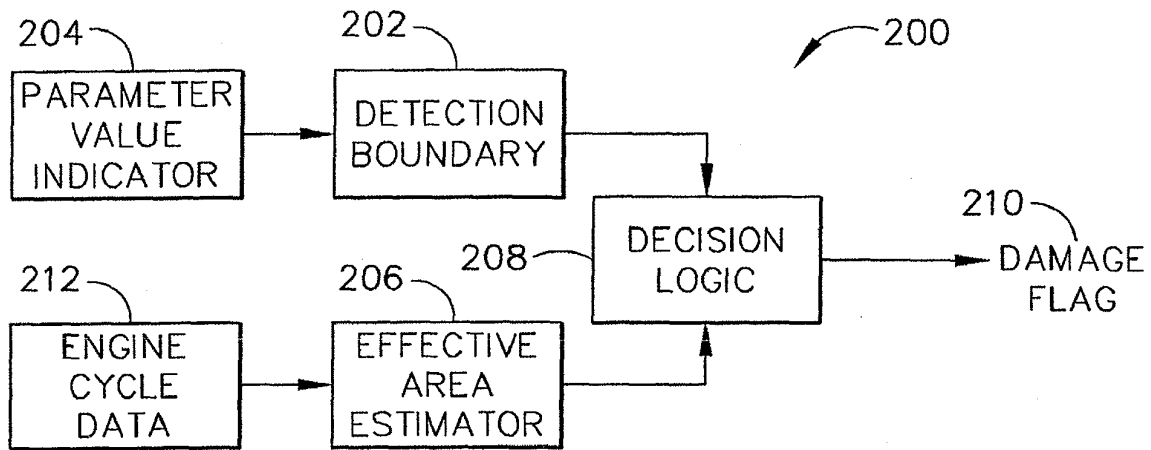 204
PARAMETER
VALUE
INDICATOR
202
DETECTION
BOUNDARY
200
212
ENGINE
CYCLE
DATA
206
EFFECTIVE
AREA
ESTIMATOR
208
DECISION
LOGIC
210
DAMAGE
FLAG